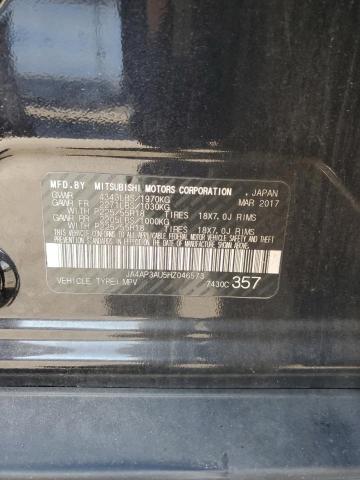 MFD.BY MITSUBISHI MOTORS CORPORATION, JAPAN
GVWR 4343LBS/1970KG MAR 2017
GAWR FR 2271LBS/1030KG
WITH P225/55R18 TIRES 18X7.0J RIMS
GAWR RR 2205LBS/1000KG
WITH P225/55R18 TIRES 18X7.0J RIMS
JA4AP3AU5HZ046573
VEHICLE TYPE: MPV 7430C 357